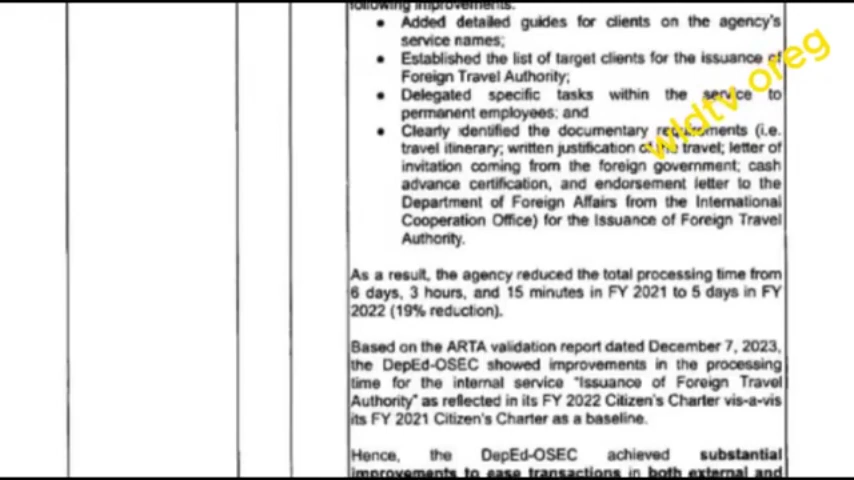 following improvements:
• Added detailed guides for clients on the agency's
service names;
• Established the list of target clients for the issuance of
Foreign Travel Authority;
• Delegated specific tasks within the service to
permanent employees; and
• Clearly identified the documentary requirements (i.e.
travel itinerary; written justification of the travel; letter of
invitation coming from the foreign government; cash
advance certification, and endorsement letter to the
Department of Foreign Affairs from the International
Cooperation Office) for the Issuance of Foreign Travel
Authority.
As a result, the agency reduced the total processing time from
6 days, 3 hours, and 15 minutes in FY 2021 to 5 days in FY
2022 (19% reduction).
Based on the ARTA validation report dated December 7, 2023,
the DepEd-OSEC showed improvements in the processing
time for the internal service "Issuance of Foreign Travel
Authority" as reflected in its FY 2022 Citizen's Charter vis-a-vis
its FY 2021 Citizen's Charter as a baseline.
Hence, the DepEd-OSEC achieved substantial
improvements to ease transactions in both external and
wldtv oreg